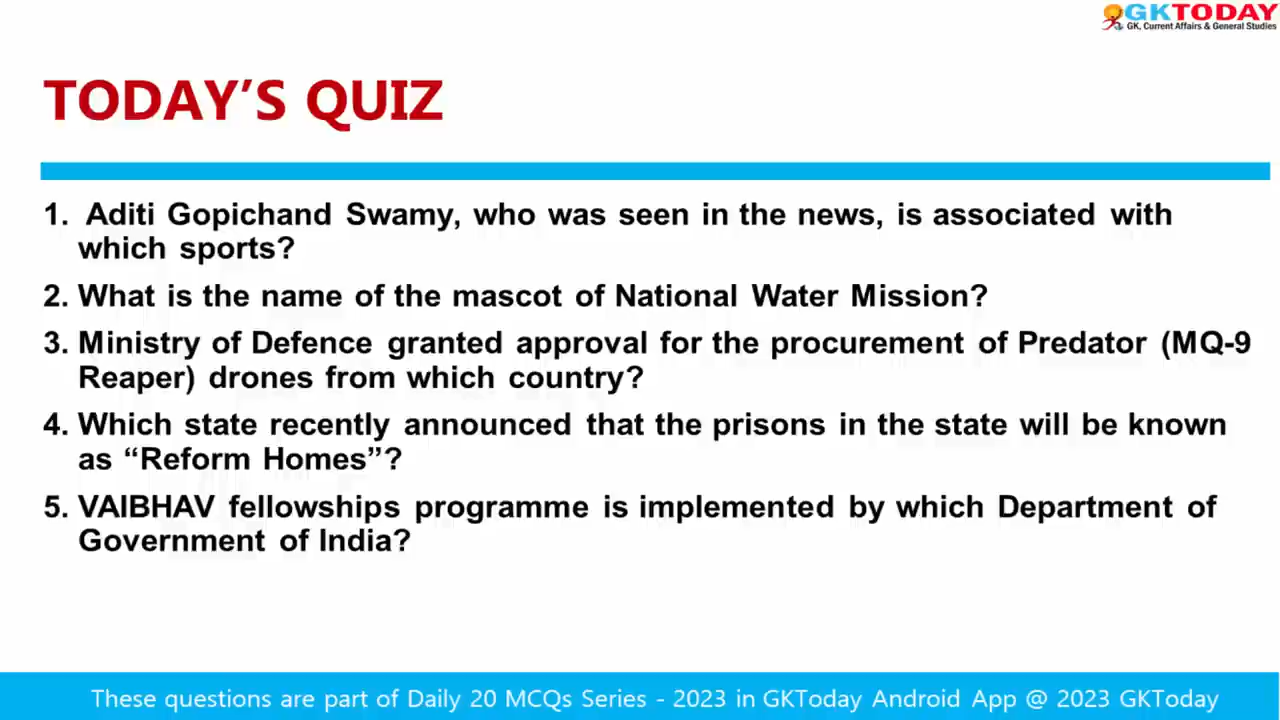 GKTODAY
GK, Current Affairs & General Studies
TODAY’S QUIZ
1. Aditi Gopichand Swamy, who was seen in the news, is associated with
which sports?
2. What is the name of the mascot of National Water Mission?
3. Ministry of Defence granted approval for the procurement of Predator (MQ-9
Reaper) drones from which country?
4. Which state recently announced that the prisons in the state will be known
as “Reform Homes”?
5. VAIBHAV fellowships programme is implemented by which Department of
Government of India?
These questions are part of Daily 20 MCQs Series - 2023 in GKToday Android App @ 2023 GKToday